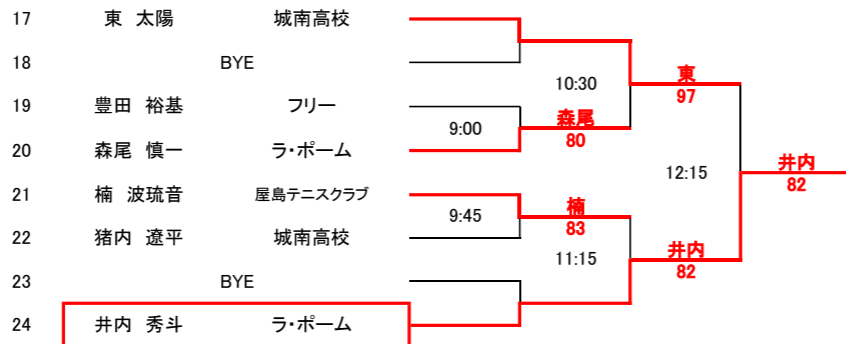 17 東 太陽 城南高校
18 BYE
10:30 東
97
19 豊田 裕基 フリー
9:00 森尾
80
20 森尾 慎一 ラ・ポーム
12:15 井内
82
21 楠 波琉音 屋島テニスクラブ
9:45 楠
83
22 猪内 遼平 城南高校
11:15 井内
82
23 BYE
24 井内 秀斗 ラ・ポーム